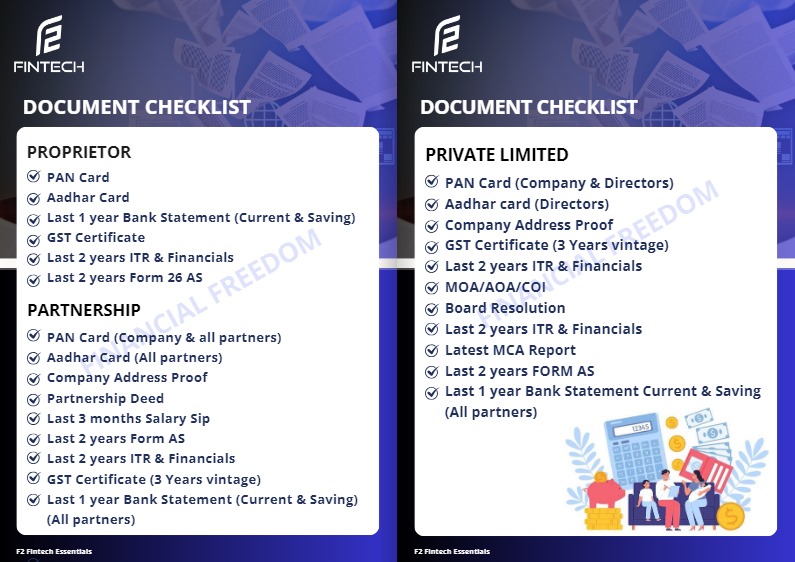 FINTECH
DOCUMENT CHECKLIST
PROPRIETOR
PAN Card
Aadhar Card
Last 1 year Bank Statement (Current & Saving)
GST Certificate
Last 2 years ITR & Financials
Last 2 years Form 26 AS
PARTNERSHIP
PAN Card (Company & all partners)
Aadhar Card (All partners)
Company Address Proof
Partnership Deed
Last 3 months Salary Sip
Last 2 years Form AS
Last 2 years ITR & Financials
GST Certificate (3 Years vintage)
Last 1 year Bank Statement (Current & Saving)
(All partners)
FINANCIAL FREEDOM
F2 Fintech Essentials
FINTECH
DOCUMENT CHECKLIST
PRIVATE LIMITED
PAN Card (Company & Directors)
Aadhar card (Directors)
Company Address Proof
GST Certificate (3 Years vintage)
Last 2 years ITR & Financials
MOA/AOA/COI
Board Resolution
Last 2 years ITR & Financials
Latest MCA Report
Last 2 years FORM AS
Last 1 year Bank Statement Current & Saving
(All partners)
FINANCIAL FREEDOM
12345
F2 Fintech Essentials